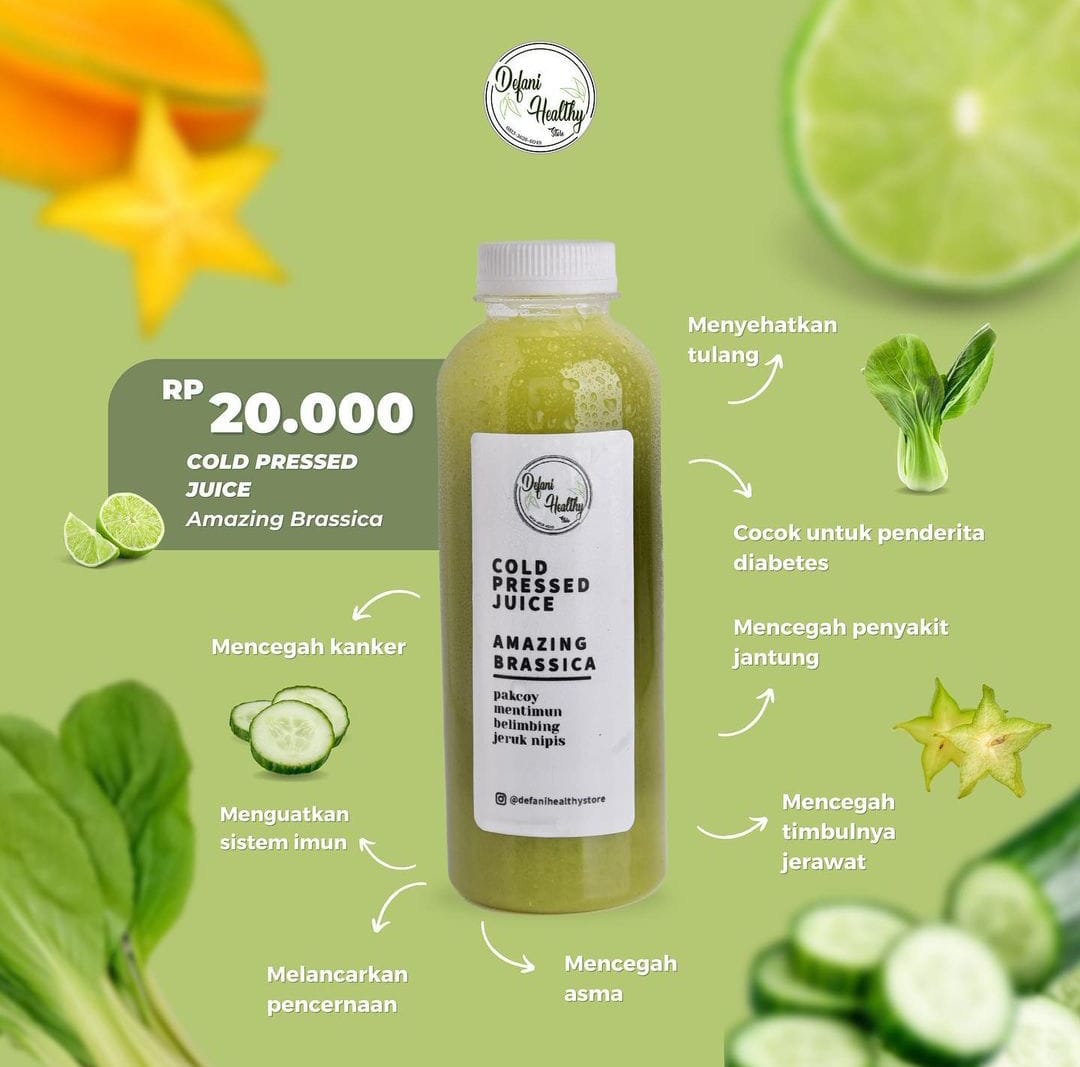 Defani
Healthy
Store
RP 20.000
COLD PRESSED
JUICE
Amazing Brassica
Menyehatkan
tulang
Cocok untuk penderita
diabetes
Mencegah penyakit
jantung
Mencegah
timbulnya
jerawat
Mencegah
asma
Melancarkan
pencernaan
Menguatkan
sistem imun
Mencegah kanker
Defani
Healthy
Store
COLD
PRESSED
JUICE
AMAZING
BRASSICA
pakcoy
mentimun
belimbing
jeruk nipis
@defanihealthystore